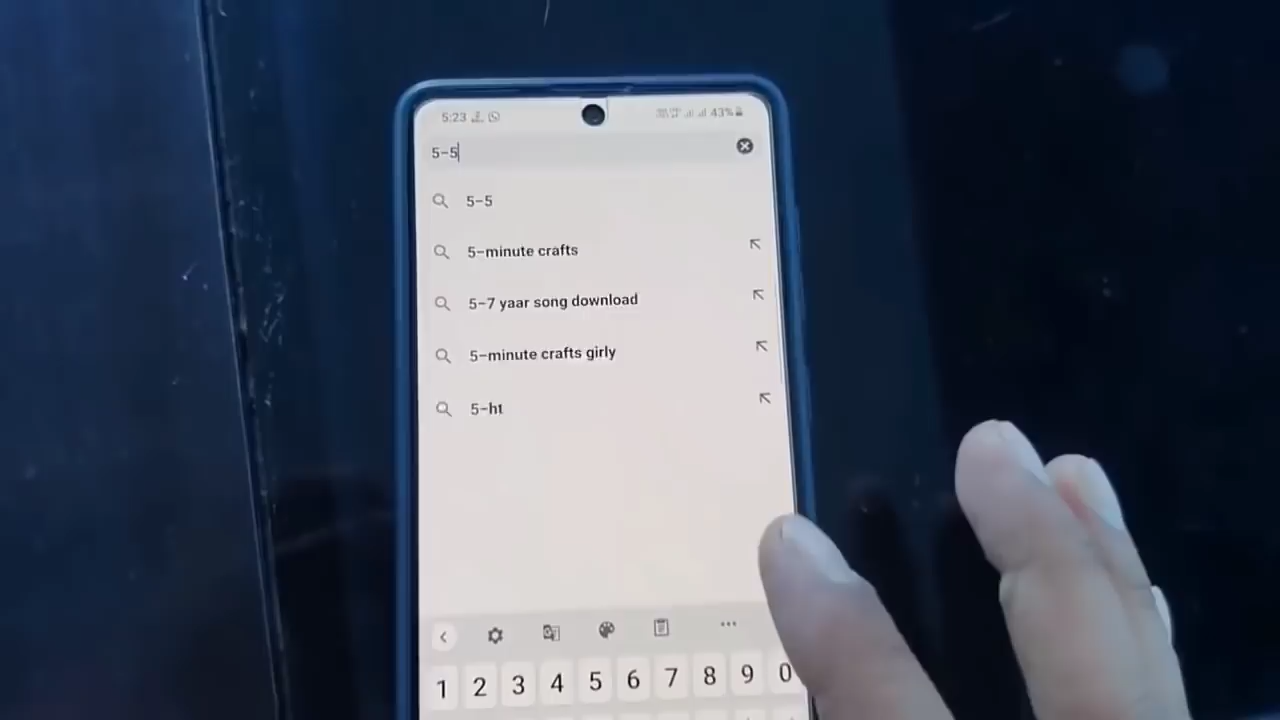 5:23 43%
5-5
5-5
5-minute crafts
5-7 yaar song download
5-minute crafts girly
5-ht
1 2 3 4 5 6 7 8 9 0